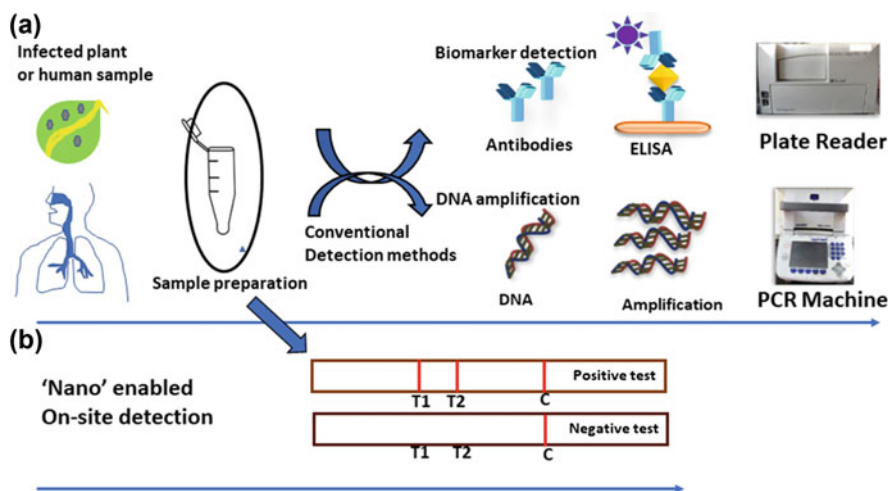 (a)
Infected plant
or human sample
Sample preparation
Conventional
Detection methods
Biomarker detection
Antibodies
ELISA
Plate Reader
DNA amplification
DNA
Amplification
PCR Machine
(b)
‘Nano’ enabled
On-site detection
Positive test
T1 T2 C
Negative test
T1 T2 C